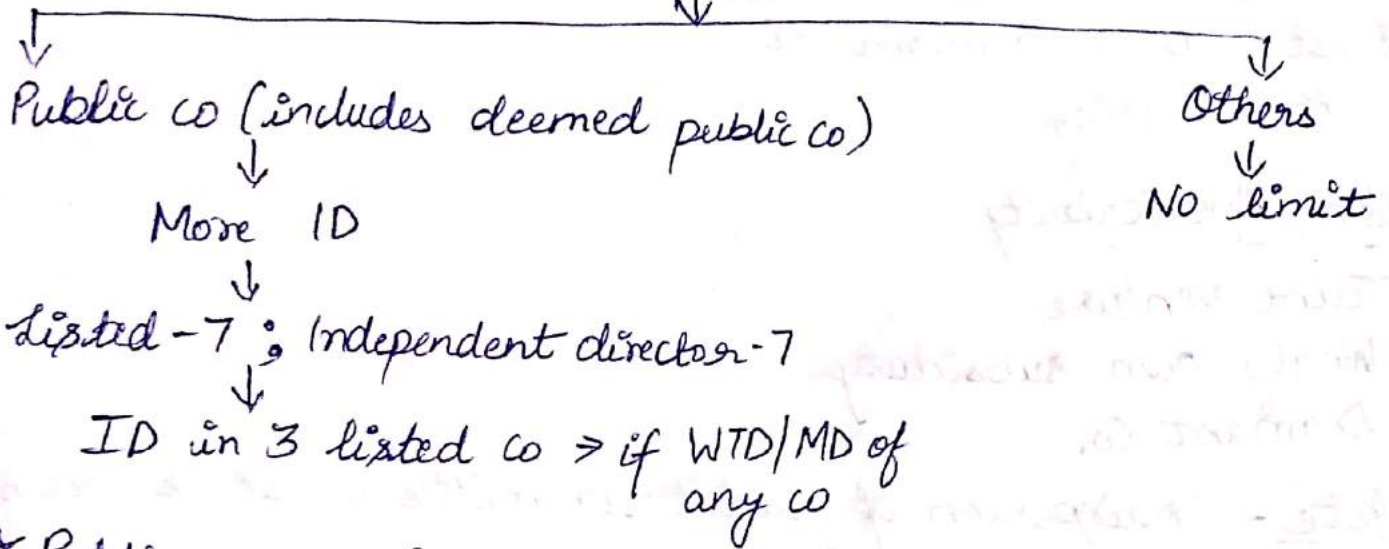 Public co (includes deemed public co)
Others
More ID
No limit
Listed - 7 ; Independent director - 7
ID in 3 listed co → if WTD/MD of
any co